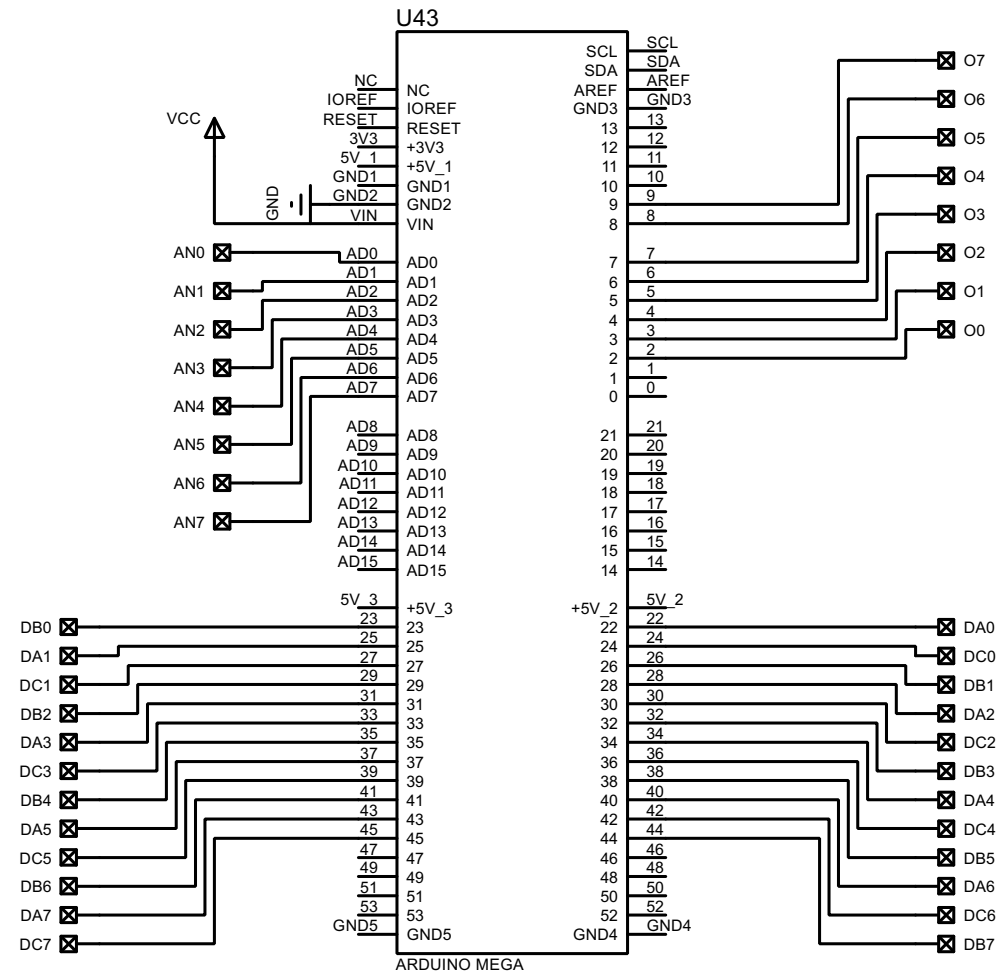 U43
SCL SCL
SDA SDA
NC NC AREF AREF
IOREF IOREF GND3 GND3
RESET RESET 13 13
3V3 +3V3 12 12
5V_1 +5V_1 11 11
GND1 GND1 10 10
GND2 GND2 9 9
VIN VIN 8 8
VCC
GND
O7
O6
O5
O4
O3
O2
O1
O0
AN0
AN1
AN2
AN3
AN4
AN5
AN6
AN7
AD0 AD0 7 7
AD1 AD1 6 6
AD2 AD2 5 5
AD3 AD3 4 4
AD4 AD4 3 3
AD5 AD5 2 2
AD6 AD6 1 1
AD7 AD7 0 0
AD8 AD8 21 21
AD9 AD9 20 20
AD10 AD10 19 19
AD11 AD11 18 18
AD12 AD12 17 17
AD13 AD13 16 16
AD14 AD14 15 15
AD15 AD15 14 14
5V_3 +5V_3 +5V_2 5V_2
DB0 23 23 22 22 DA0
DA1 25 25 24 24 DC0
DC1 27 27 26 26 DB1
DB2 29 29 28 28 DA2
DA3 31 31 30 30 DC2
DC3 33 33 32 32 DB3
DB4 35 35 34 34 DA4
DA5 37 37 36 36 DC4
DC5 39 39 38 38 DB5
DB6 41 41 40 40 DA6
DA7 43 43 42 42 DC6
DC7 45 45 44 44 DB7
47 47 46 46
49 49 48 48
51 51 50 50
53 53 52 52
GND5 GND5 GND4 GND4
ARDUINO MEGA